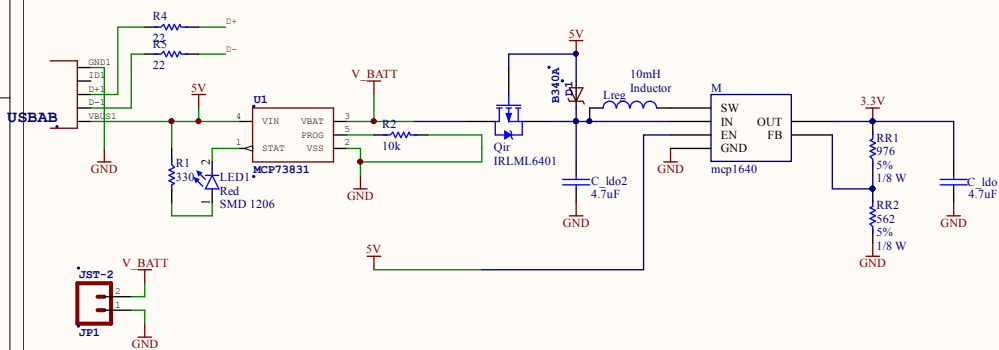 R4
22
D+
R5
22
D-
GND1
ID1
D+1
D-1
VBUS1
USBAB
GND
5V
R1
330
2
1
LED1
Red
SMD 1206
U1
4
VIN
1
STAT
VBAT
3
PROG
5
VSS
2
MCP73831
V_BATT
R2
10k
GND
Qir
IRLML6401
5V
B340A
D1
10mH
Inductor
Lreg
C_ldo2
4.7uF
GND
M
SW
IN
EN
GND
OUT
FB
mcp1640
GND
3.3V
RR1
976
5%
1/8 W
RR2
562
5%
1/8 W
GND
C_ldo
4.7uF
GND
5V
JST-2
V_BATT
2
1
JP1
GND